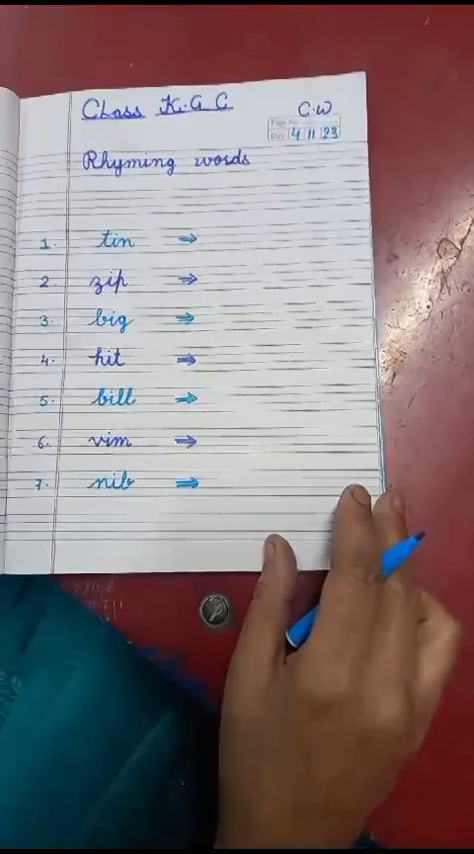 Class K.G C
C.W
Page No
Date 4 11 23
Rhyming words
1. tin ⇒
2. zip ⇒
3. big ⇒
4. hit ⇒
5. bill ⇒
6. vim ⇒
7. nib ⇒